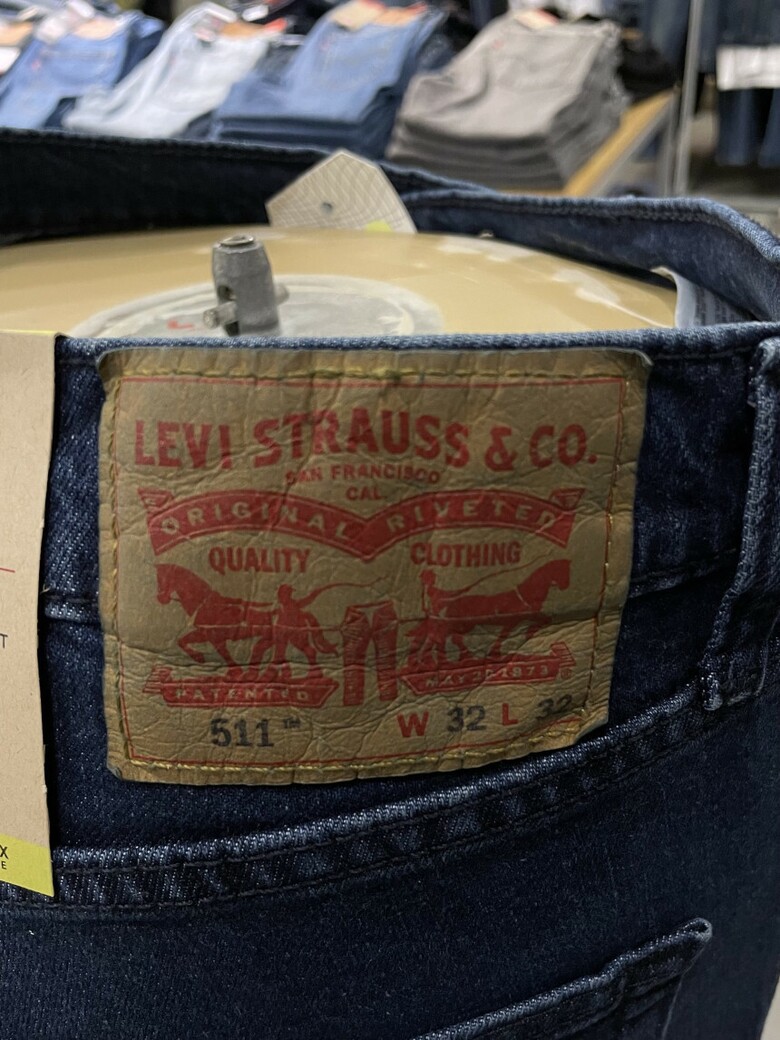 LEVI STRAUSS & CO.
SAN FRANCISCO
CAL.
ORIGINAL RIVETED
QUALITY CLOTHING
PATENTED MAY 20 1873
511™ W 32 L 32
T
X
E